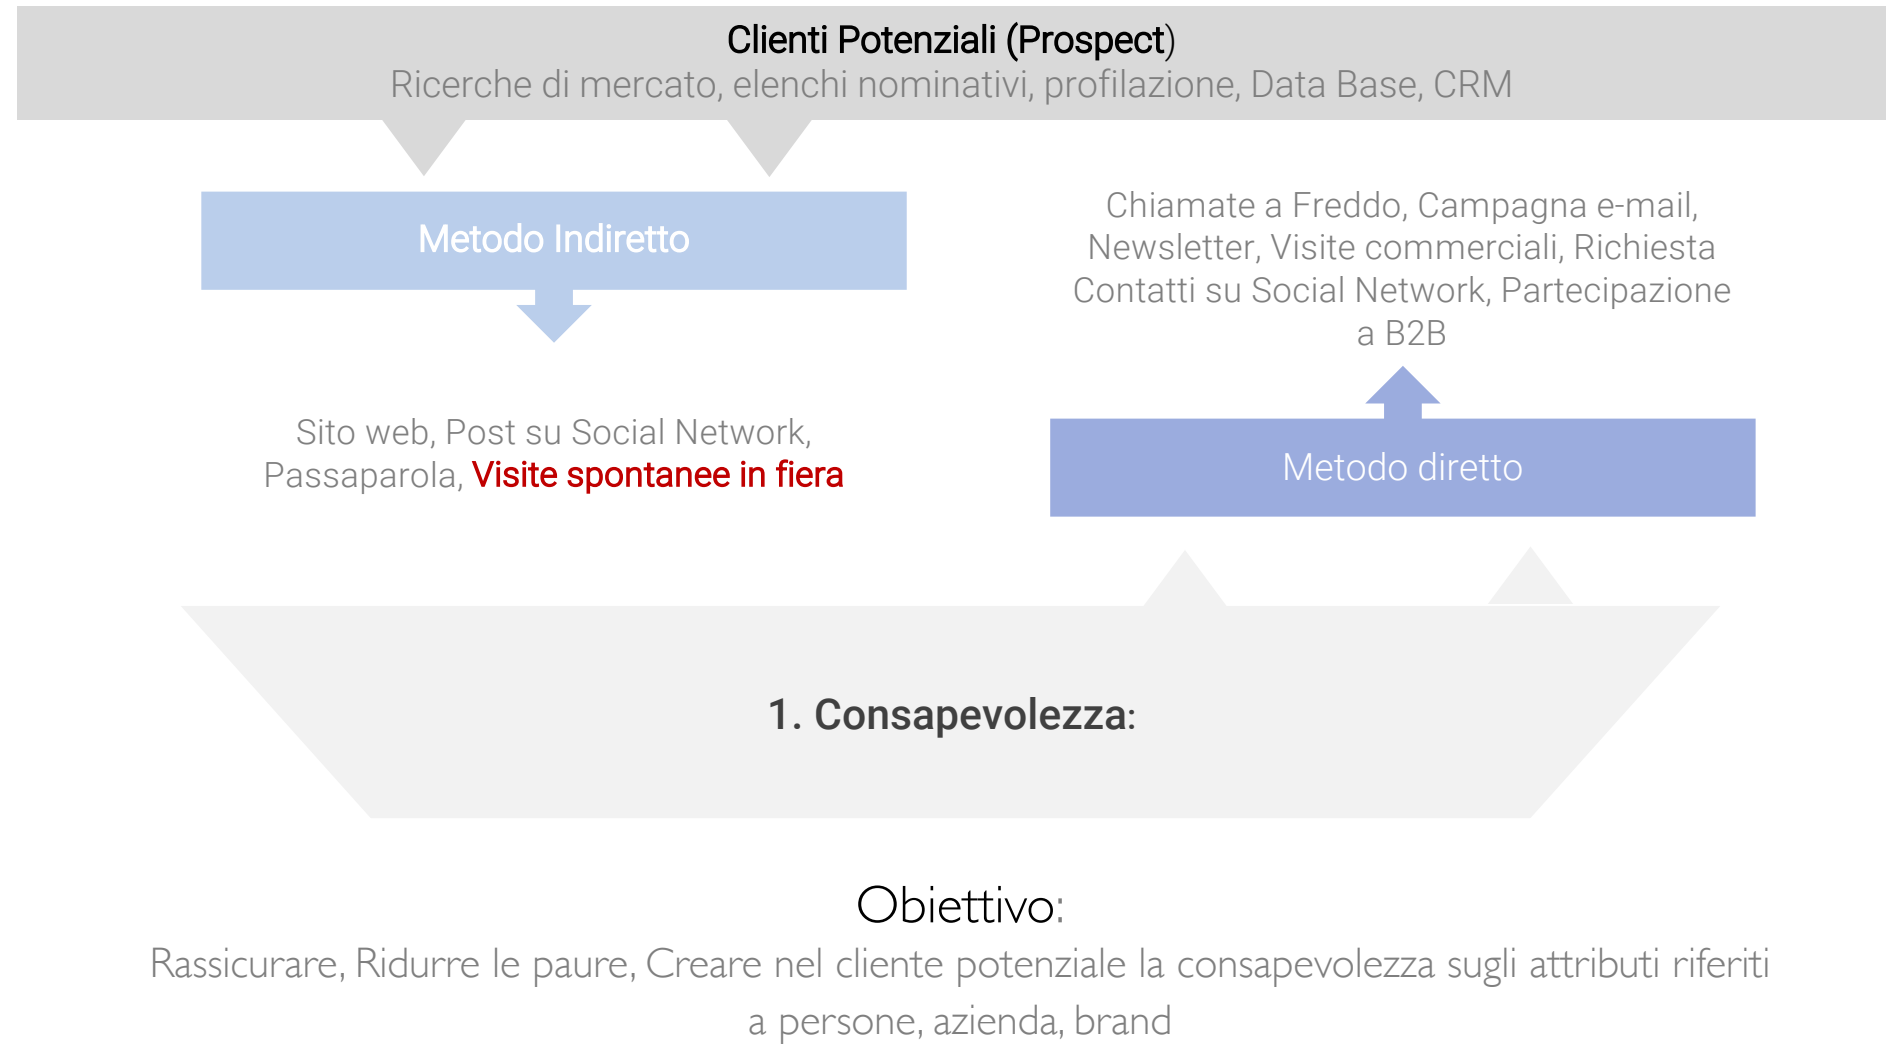 Clienti Potenziali (Prospect)
Ricerche di mercato, elenchi nominativi, profilazione, Data Base, CRM
Metodo Indiretto
Sito web, Post su Social Network,
Passaparola, Visite spontanee in fiera
Chiamate a Freddo, Campagna e-mail,
Newsletter, Visite commerciali, Richiesta
Contatti su Social Network, Partecipazione
a B2B
Metodo diretto
1. Consapevolezza:
Obiettivo:
Rassicurare, Ridurre le paure, Creare nel cliente potenziale la consapevolezza sugli attributi riferiti
a persone, azienda, brand